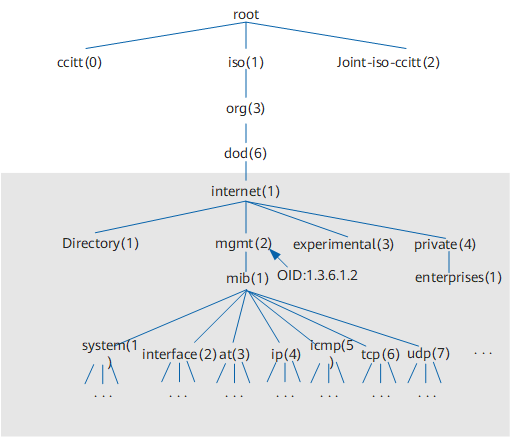 root
ccitt(0) iso(1) Joint-iso-ccitt(2)
org(3)
dod(6)
internet(1)
Directory(1) mgmt(2) experimental(3) private(4)
mib(1) OID:1.3.6.1.2 enterprises(1)
system(1
) interface(2) at(3) ip(4) icmp(5
) tcp(6) udp(7) . . .
. . . . . . . . . . . . . . . . . . . . .